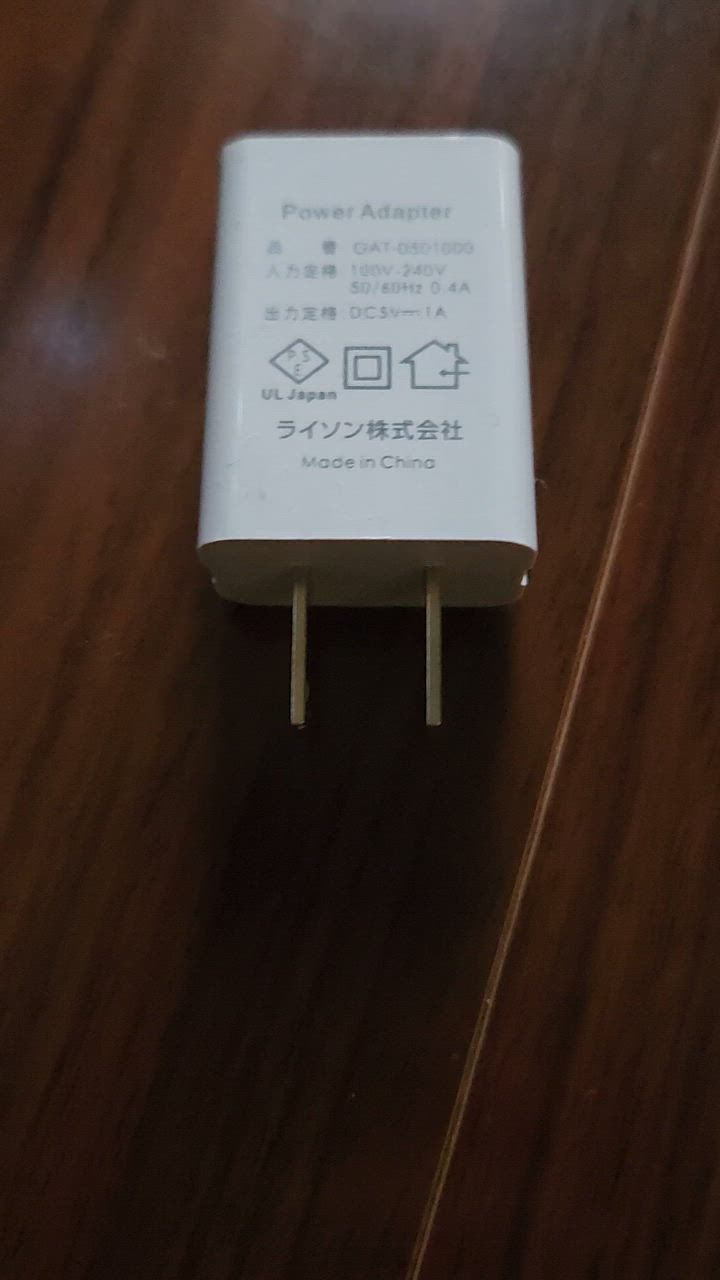 Power Adapter
品 番 GAT-0501000
入力定格 100V-240V
50/60Hz 0.4A
出力定格 DC5V⎓1A
P S
E
UL Japan
ライソン株式会社
Made in China